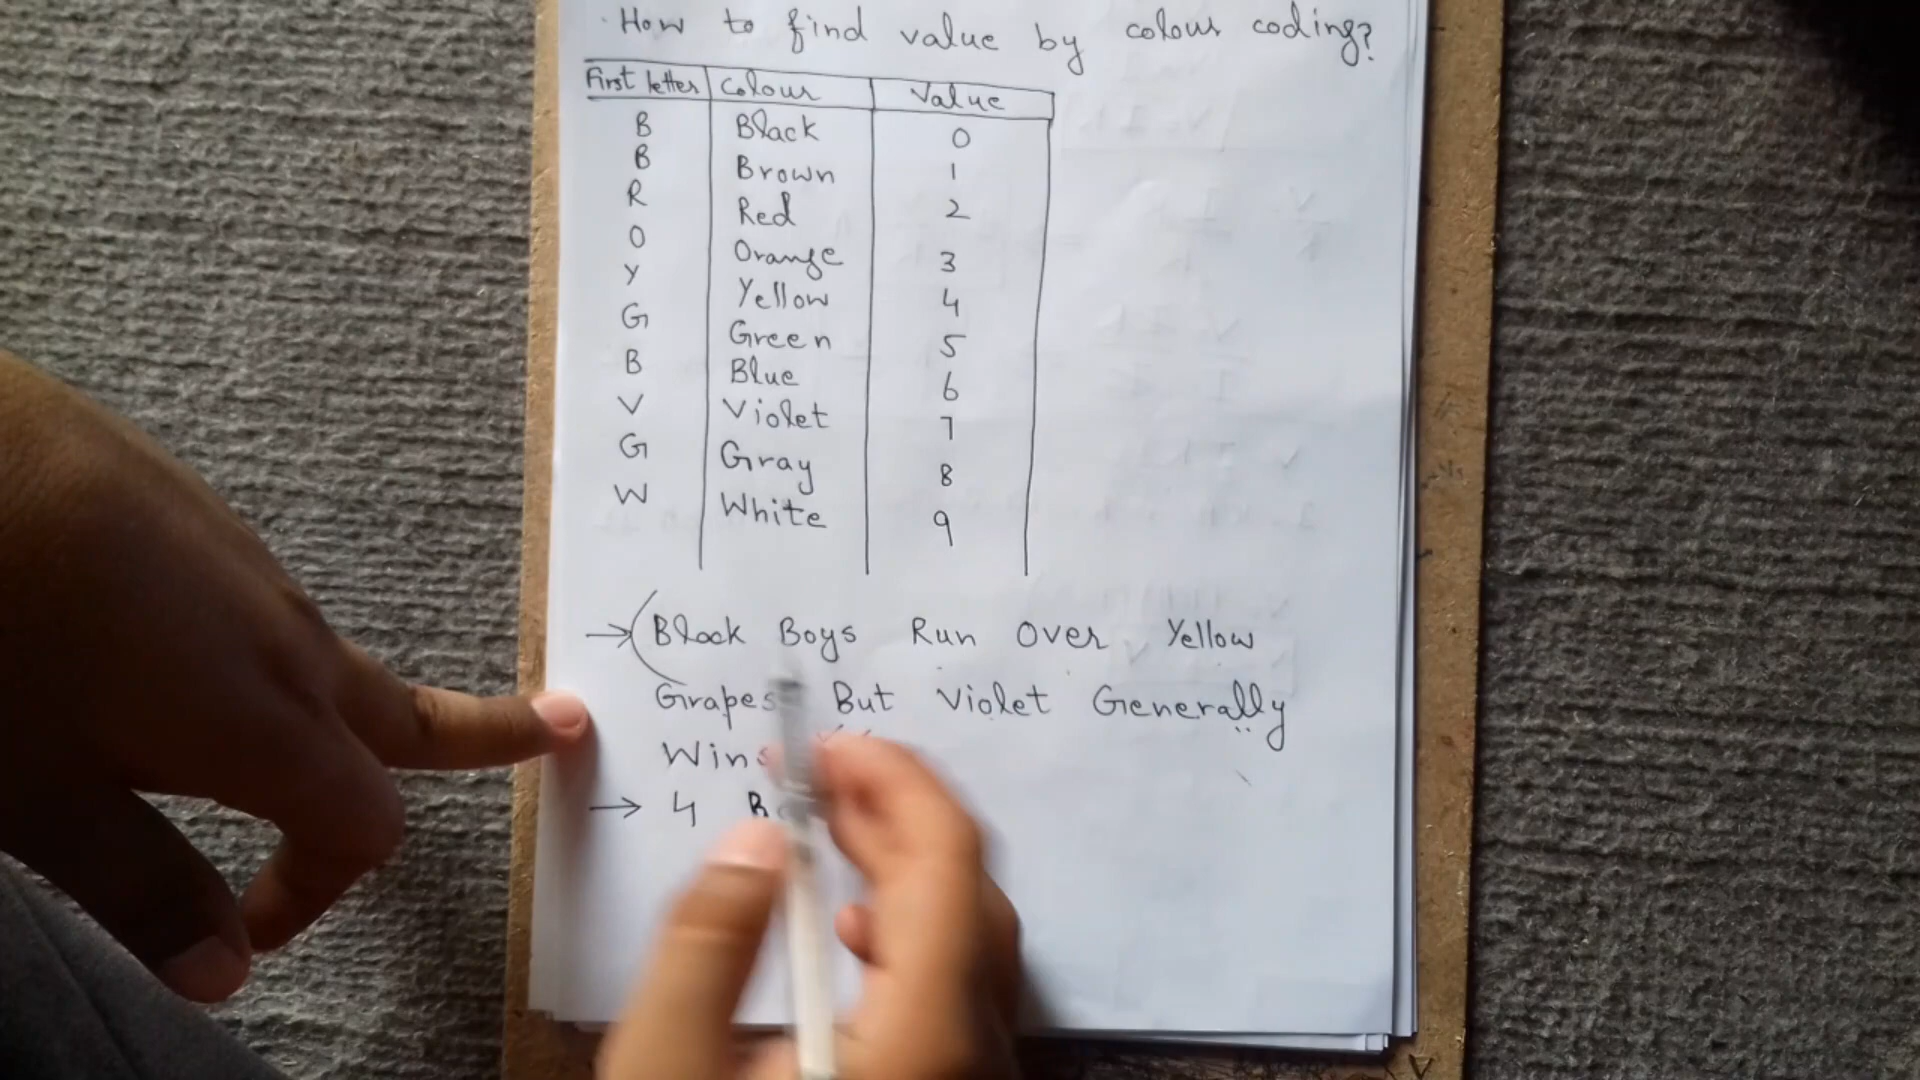 How to find value by colour coding?
First letter Colour Value
B Black 0
B Brown 1
R Red 2
O Orange 3
Y Yellow 4
G Green 5
B Blue 6
V Violet 7
G Gray 8
W White 9
→ Black Boys Run Over Yellow
Grapes But Violet Generally
Wins
→ 4